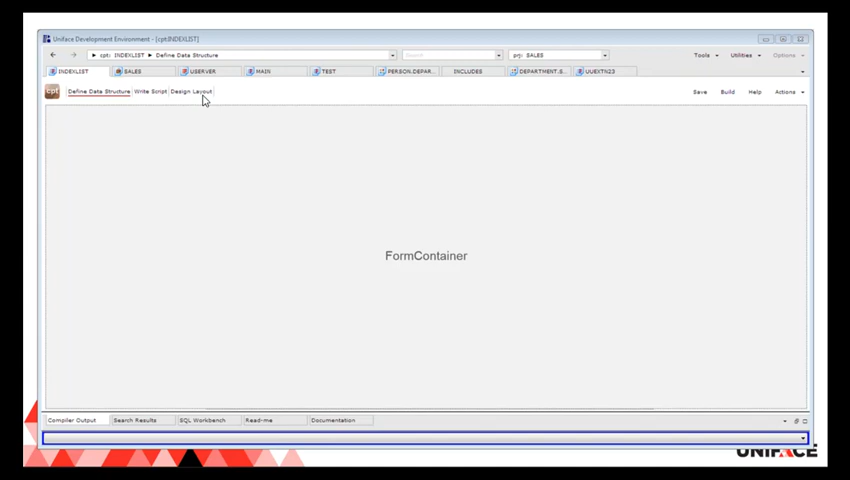 Uniface Development Environment - [cpt:INDEXLIST]
cpt: INDEXLIST Define Data Structure Search prj: SALES Tools Utilities Options
INDEXLIST SALES USERVER MAIN TEST PERSON.DEPAR... INCLUDES DEPARTMENT.S... UUEXTN23
cpt Define Data Structure Write Script Design Layout Save Build Help Actions
FormContainer
Compiler Output Search Results SQL Workbench Read-me Documentation
UNIFACE